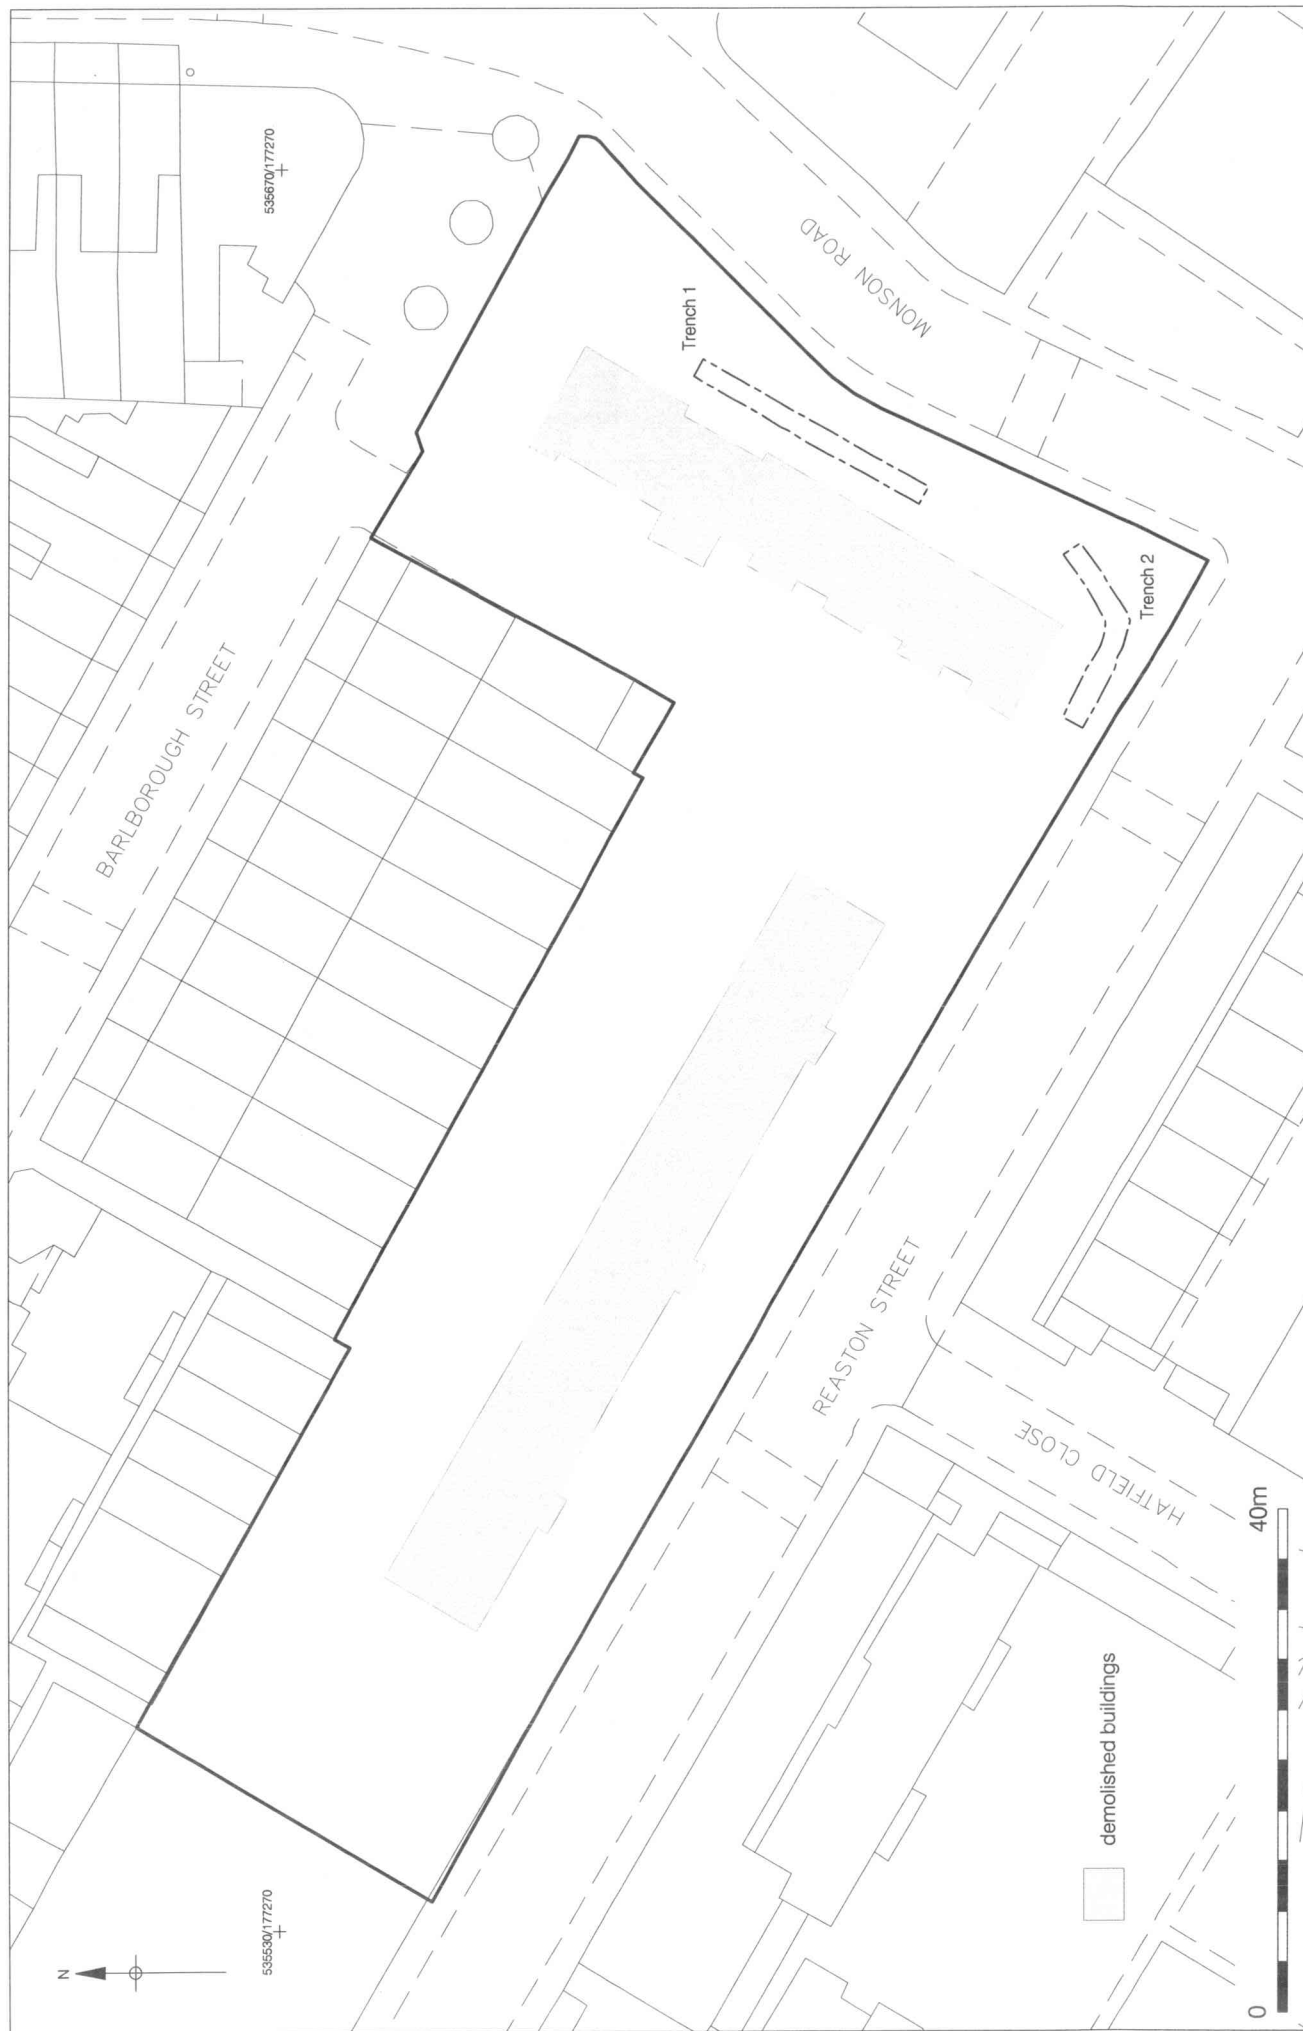 N
535530/177270
535670/177270
BARLBOROUGH STREET
MONSON ROAD
Trench 1
Trench 2
REASTON STREET
HATFIELD CLOSE
demolished buildings
0 40m